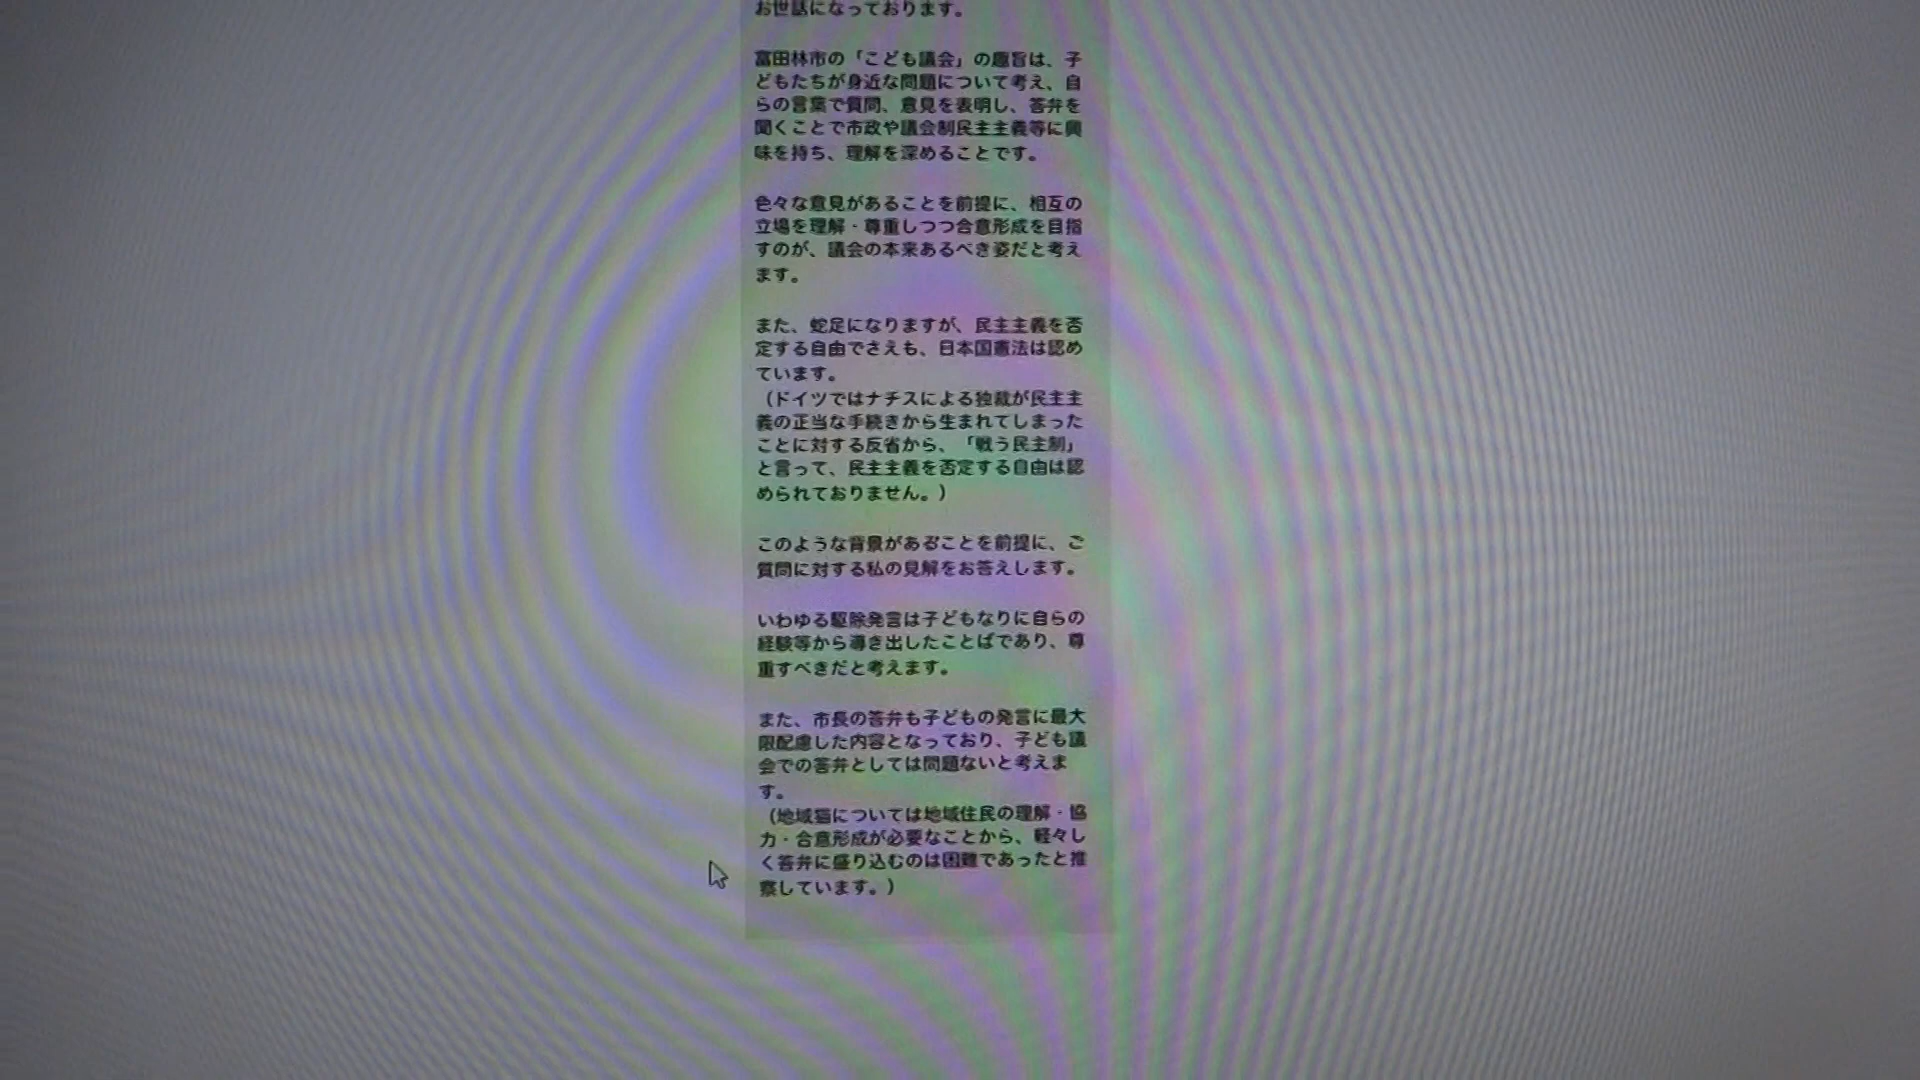 お世話になっております。
富田林市の「こども議会」の趣旨は、子
どもたちが身近な問題について考え、自
らの言葉で質問、意見を表明し、答弁を
聞くことで市政や議会制民主主義等に興
味を持ち、理解を深めることです。
色々な意見があることを前提に、相互の
立場を理解・尊重しつつ合意形成を目指
すのが、議会の本来あるべき姿だと考え
ます。
また、蛇足になりますが、民主主義を否
定する自由でさえも、日本国憲法は認め
ています。
（ドイツではナチスによる独裁が民主主
義の正当な手続きから生まれてしまった
ことに対する反省から、「戦う民主制」
と言って、民主主義を否定する自由は認
められておりません。）
このような背景があることを前提に、ご
質問に対する私の見解をお答えします。
いわゆる駆除発言は子どもなりに自らの
経験等から導き出したことばであり、尊
重すべきだと考えます。
また、市長の答弁も子どもの発言に最大
限配慮した内容となっており、子ども議
会での答弁としては問題ないと考えま
す。
（地域猫については地域住民の理解・協
力・合意形成が必要なことから、軽々し
く答弁に盛り込むのは困難であったと推
察しています。）